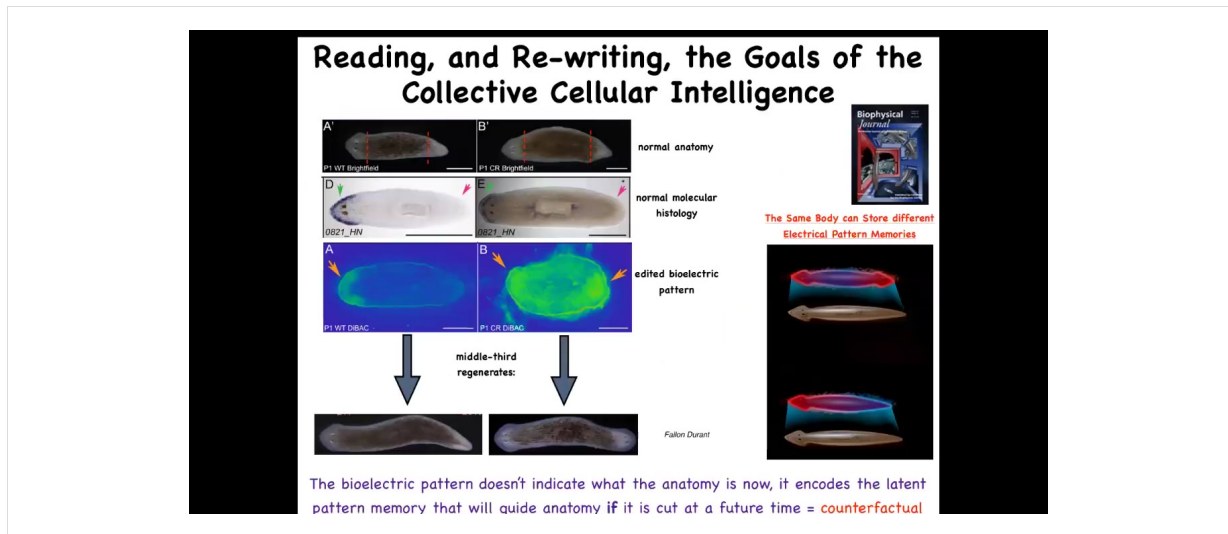 Reading, and Re-writing, the Goals of the
Collective Cellular Intelligence
Biophysical
Journal
A'
P1 WT Brightfield
B'
P1 CR Brightfield
normal anatomy
D
0821_HN
E
0821_HN
normal molecular
histology
The Same Body can Store different
Electrical Pattern Memories
A
P1 WT DiBAC
B
P1 CR DiBAC
edited bioelectric
pattern
middle-third
regenerates:
Fallon Durant
The bioelectric pattern doesn't indicate what the anatomy is now, it encodes the latent
pattern memory that will guide anatomy if it is cut at a future time = counterfactual